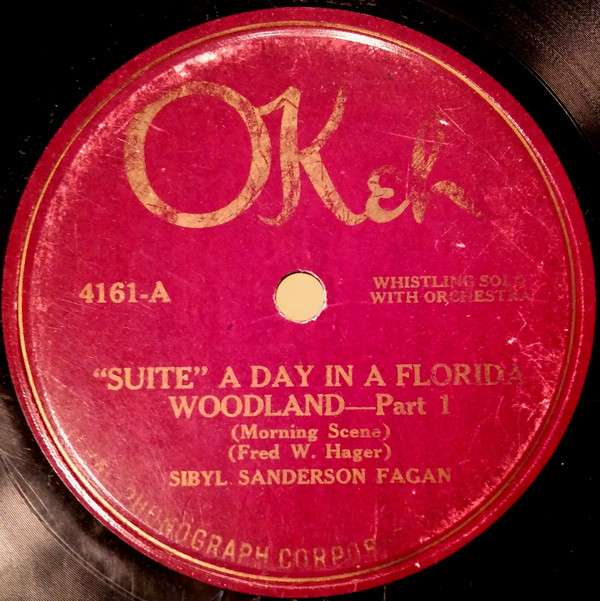 OKeh
4161-A
WHISTLING SOLO
WITH ORCHESTRA
“SUITE” A DAY IN A FLORIDA
WOODLAND—Part 1
(Morning Scene)
(Fred W. Hager)
SIBYL SANDERSON FAGAN
PHONOGRAPH CORPOR